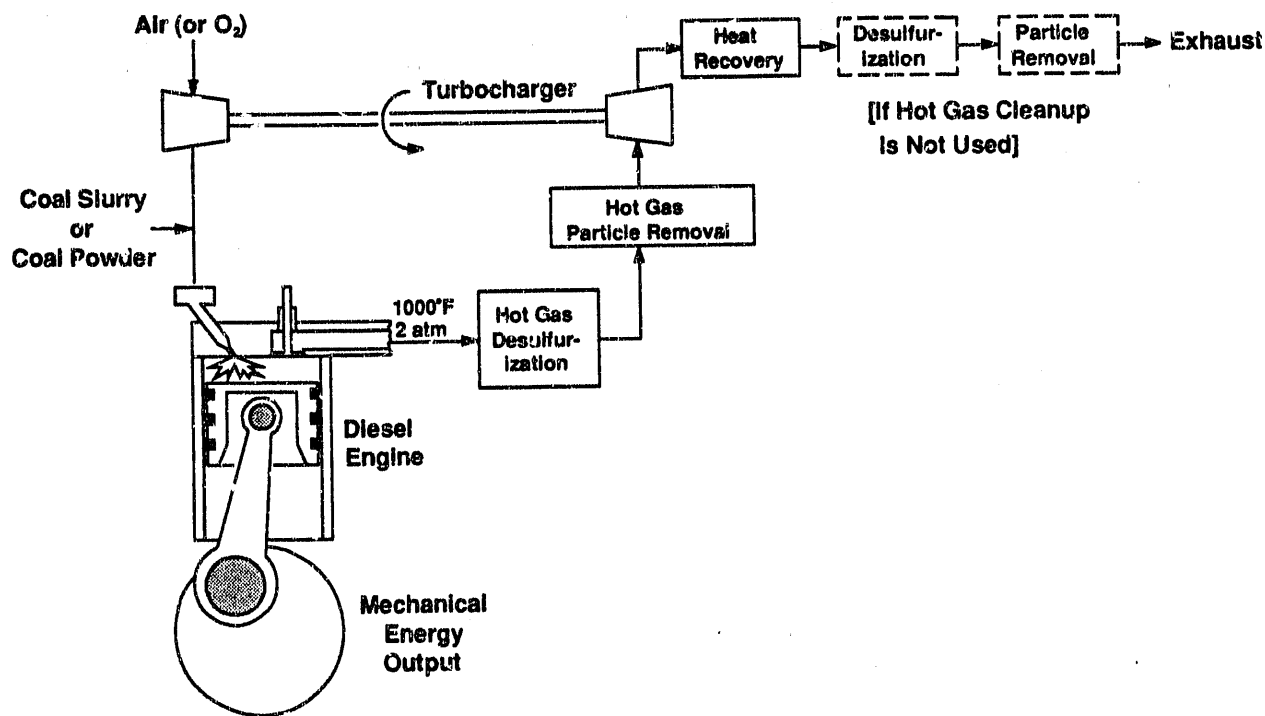 Air (or O₂)
Turbocharger
Heat
Recovery
Desulfur-
ization
Particle
Removal
Exhaust
[If Hot Gas Cleanup
Is Not Used]
Coal Slurry
or
Coal Powder
Hot Gas
Particle Removal
1000°F
2 atm
Hot Gas
Desulfur-
ization
Diesel
Engine
Mechanical
Energy
Output